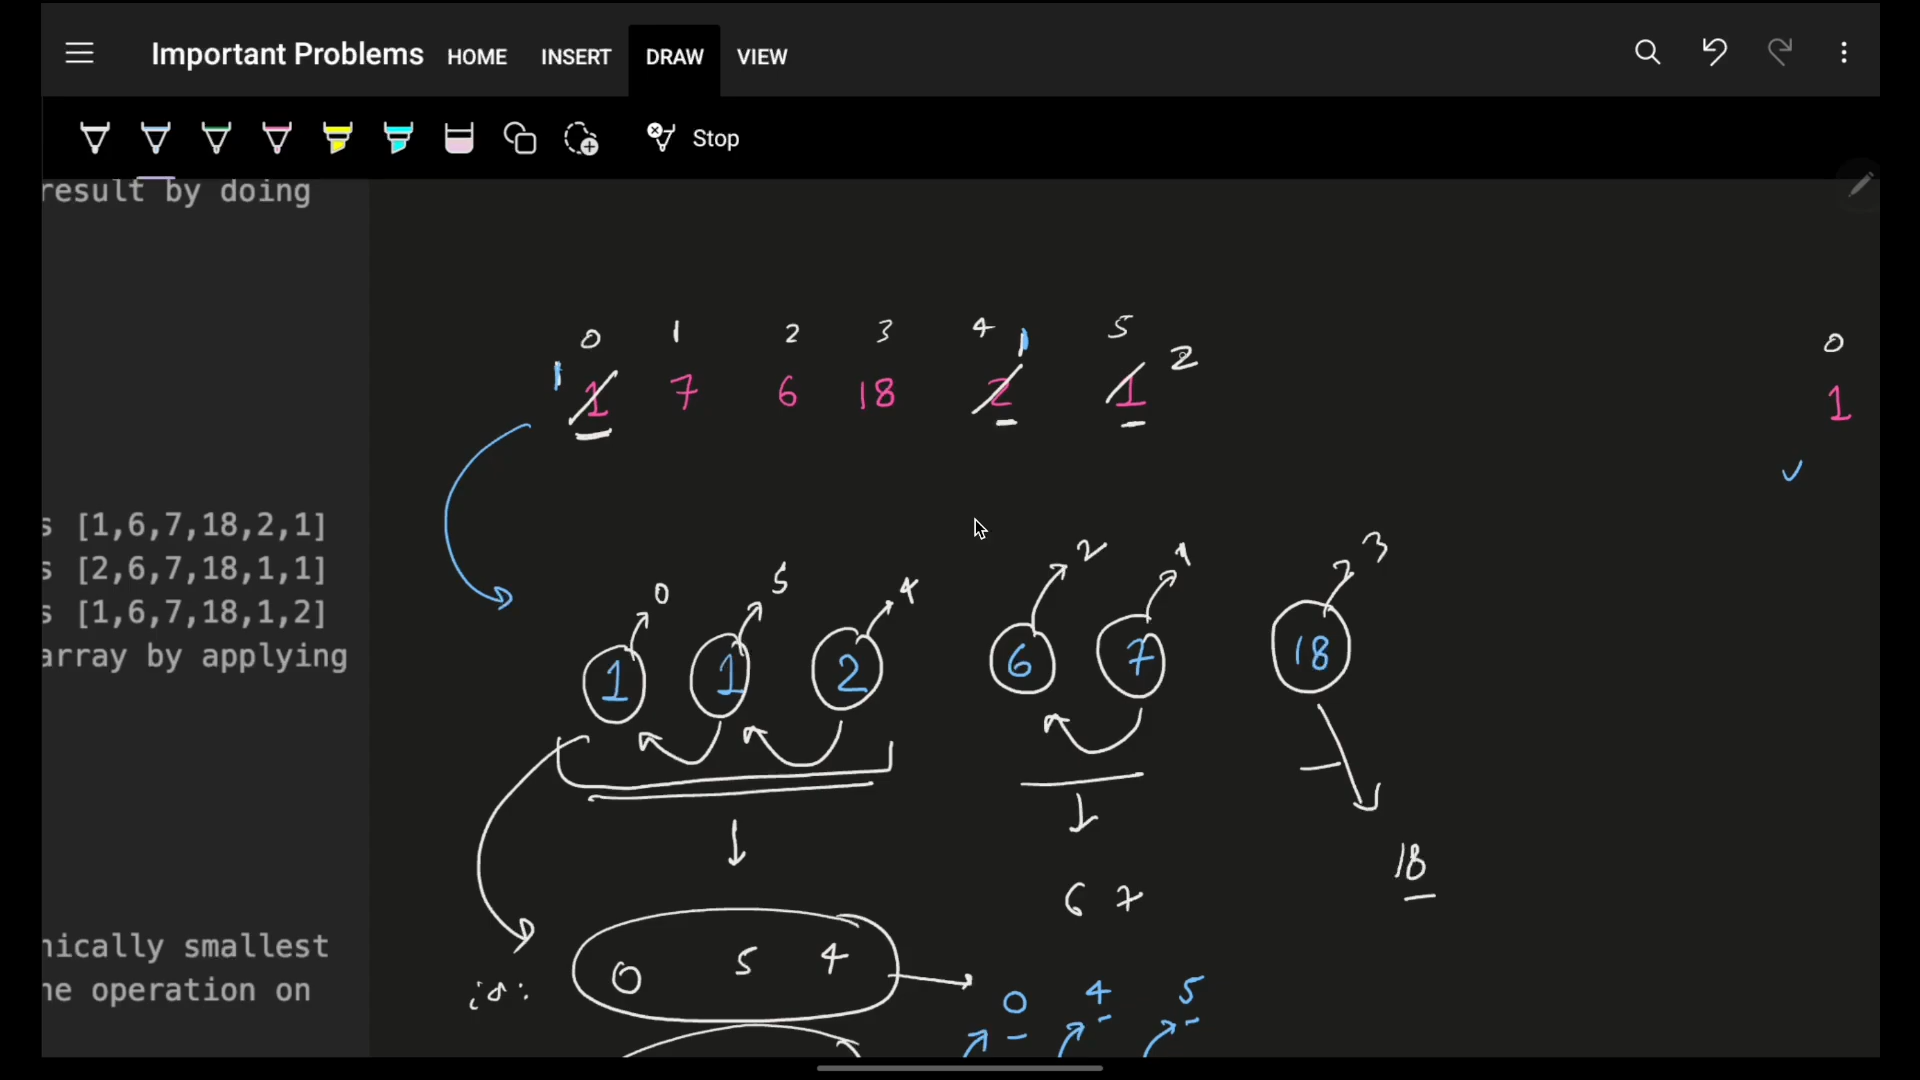 Important Problems HOME INSERT DRAW VIEW
Stop
result by doing
0 1 2 3 4 1 5 2 0
1 1 7 6 18 2 1 1
s [1,6,7,18,2,1]
s [2,6,7,18,1,1]
s [1,6,7,18,1,2]
array by applying
0 5 4 2 1 3
1 1 2 6 7 18
18
6 7
nically smallest
he operation on
0 5 4
0 4 5